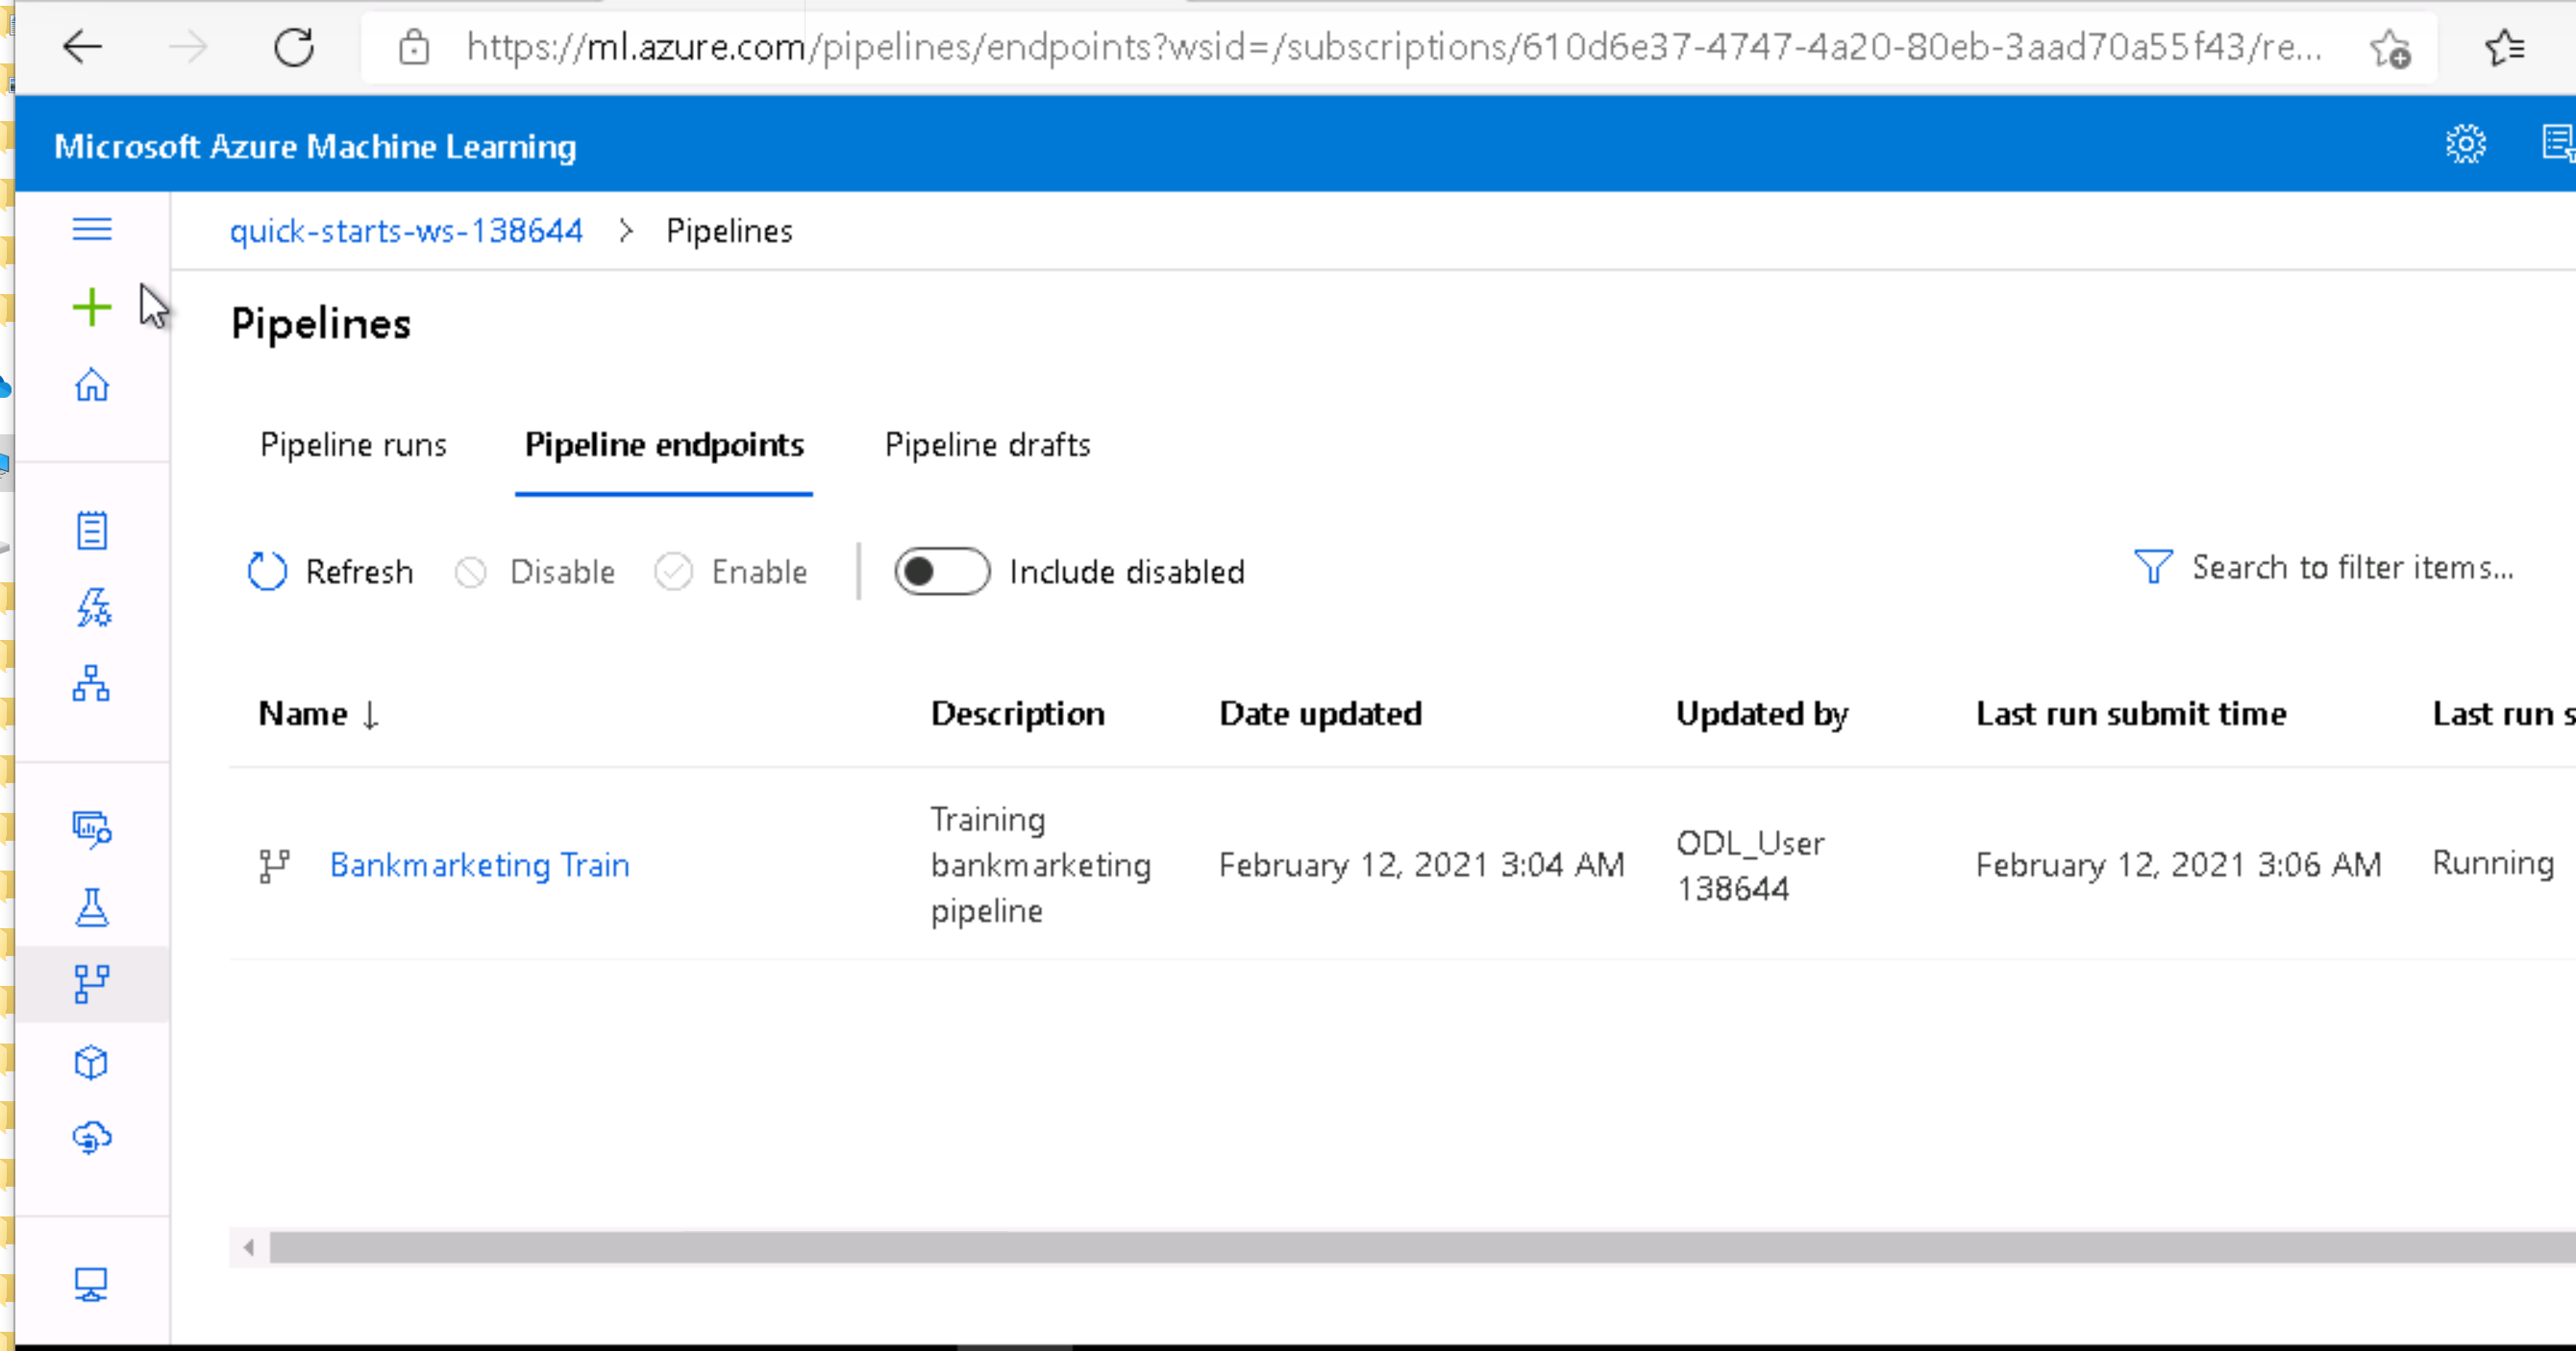 https://ml.azure.com/pipelines/endpoints?wsid=/subscriptions/610d6e37-4747-4a20-80eb-3aad70a55f43/re...
Microsoft Azure Machine Learning
quick-starts-ws-138644 > Pipelines
Pipelines
Pipeline runs Pipeline endpoints Pipeline drafts
Refresh Disable Enable Include disabled Search to filter items...
Name ↓ Description Date updated Updated by Last run submit time Last run s
Training
bankmarketing
pipeline
Bankmarketing Train February 12, 2021 3:04 AM
ODL_User
138644
February 12, 2021 3:06 AM Running